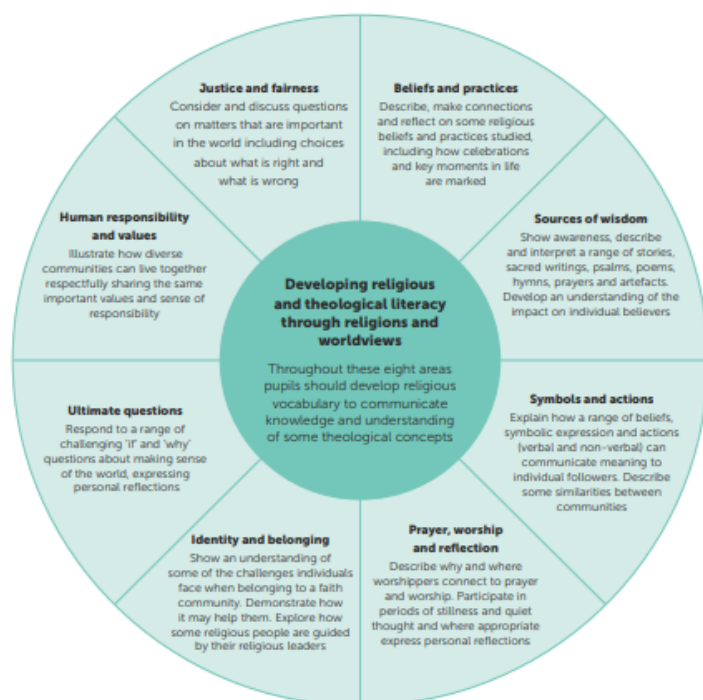 Justice and fairness
Consider and discuss questions
on matters that are important
in the world including choices
about what is right and
what is wrong
Beliefs and practices
Describe, make connections
and reflect on some religious
beliefs and practices studied,
including how celebrations
and key moments in life
are marked
Sources of wisdom
Show awareness, describe
and interpret a range of stories,
sacred writings, psalms, poems,
hymns, prayers and artefacts.
Develop an understanding of the
impact on individual believers
Symbols and actions
Explain how a range of beliefs,
symbolic expression and actions
(verbal and non-verbal) can
communicate meaning to
individual followers. Describe
some similarities between
communities
Prayer, worship
and reflection
Describe why and where
worshippers connect to prayer
and worship. Participate in
periods of stillness and quiet
thought and where appropriate
express personal reflections
Identity and belonging
Show an understanding of
some of the challenges individuals
face when belonging to a faith
community. Demonstrate how
it may help them. Explore how
some religious people are guided
by their religious leaders
Ultimate questions
Respond to a range of
challenging 'if' and 'why'
questions about making sense
of the world, expressing
personal reflections
Human responsibility
and values
Illustrate how diverse
communities can live together
respectfully sharing the same
important values and sense of
responsibility
Developing religious
and theological literacy
through religions and
worldviews
Throughout these eight areas
pupils should develop religious
vocabulary to communicate
knowledge and understanding
of some theological concepts